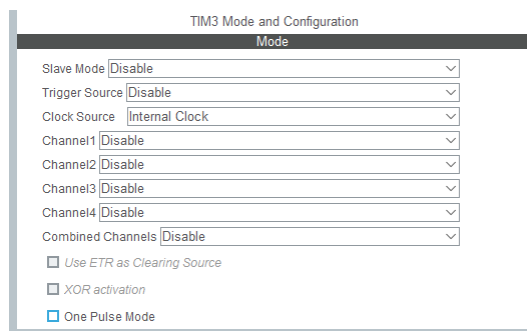 TIM3 Mode and Configuration
Mode
Slave Mode Disable
Trigger Source Disable
Clock Source Internal Clock
Channel1 Disable
Channel2 Disable
Channel3 Disable
Channel4 Disable
Combined Channels Disable
Use ETR as Clearing Source
XOR activation
One Pulse Mode